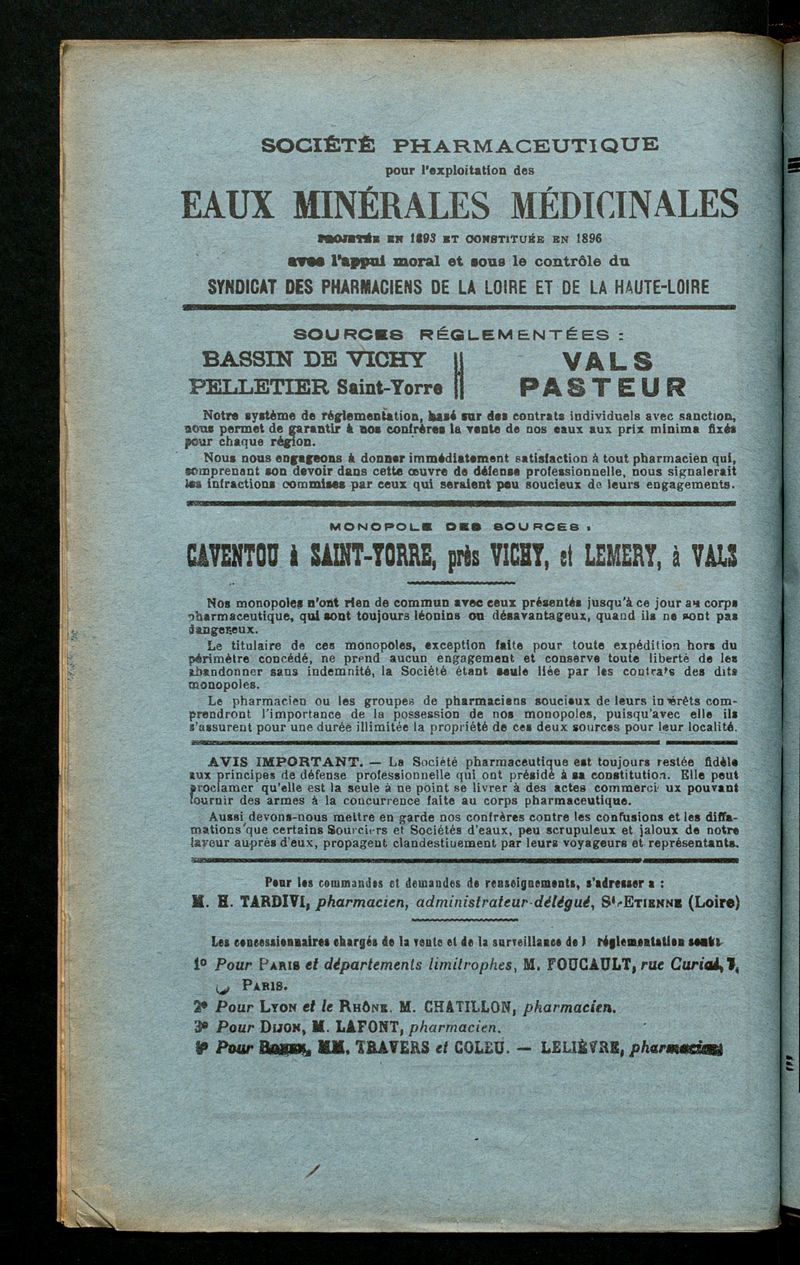 SOCIÉTÉ PHARMACEUTIQUE
pour l'exploitation des
EAUX MINÉRALES MÉDICINALES
PROJETÉE EN 1893 ET CONSTITUÉE EN 1896
avec l'appui moral et sous le contrôle du
SYNDICAT DES PHARMACIENS DE LA LOIRE ET DE LA HAUTE-LOIRE
SOURCES RÉGLEMENTÉES :
BASSIN DE VICHY
PELLETIER Saint-Yorre
VALS
PASTEUR
Notre système de réglementation, basé sur des contrats individuels avec sanction,
nous permet de garantir à nos confrères la vente de nos eaux aux prix minima fixés
pour chaque région.
Nous nous engageons à donner immédiatement satisfaction à tout pharmacien qui,
comprenant son devoir dans cette œuvre de défense professionnelle, nous signalerait
les infractions commises par ceux qui seraient peu soucieux de leurs engagements.
MONOPOLE DES SOURCES :
CAVENTOU à SAINT-YORRE, près VICHY, et LEMERY, à VALS
Nos monopoles n'ont rien de commun avec ceux présentés jusqu'à ce jour au corps
pharmaceutique, qui sont toujours léonins ou désavantageux, quand ils ne sont pas
dangereux.
Le titulaire de ces monopoles, exception faite pour toute expédition hors du
périmètre concédé, ne prend aucun engagement et conserve toute liberté de les
abandonner sans indemnité, la Société étant seule liée par les contrats des dits
monopoles.
Le pharmacien ou les groupes de pharmaciens soucieux de leurs intérêts com-
prendront l'importance de la possession de nos monopoles, puisqu'avec elle ils
s'assurent pour une durée illimitée la propriété de ces deux sources pour leur localité.
AVIS IMPORTANT. — La Société pharmaceutique est toujours restée fidèle
aux principes de défense professionnelle qui ont présidé à sa constitution. Elle peut
proclamer qu'elle est la seule à ne point se livrer à des actes commerci ux pouvant
fournir des armes à la concurrence faite au corps pharmaceutique.
Aussi devons-nous mettre en garde nos confrères contre les confusions et les diffa-
mations que certains Sourciers et Sociétés d'eaux, peu scrupuleux et jaloux de notre
faveur auprès d'eux, propagent clandestinement par leurs voyageurs et représentants.
Pour les commandes et demandes de renseignements, s'adresser à :
M. H. TARDIVI, pharmacien, administrateur-délégué, St-ETIENNE (Loire)
Les concessionnaires chargés de la vente et de la surveillance de l réglementation sont :
1º Pour PARIS et départements limitrophes, M. FOUCAULT, rue Curial, 7,
PARIS.
2º Pour LYON et le RHÔNE. M. CHATILLON, pharmacien.
3º Pour DIJON, M. LAFONT, pharmacien.
Pour MM. TRAVERS et COLEU. — LELIÈVRE, pharmaciens